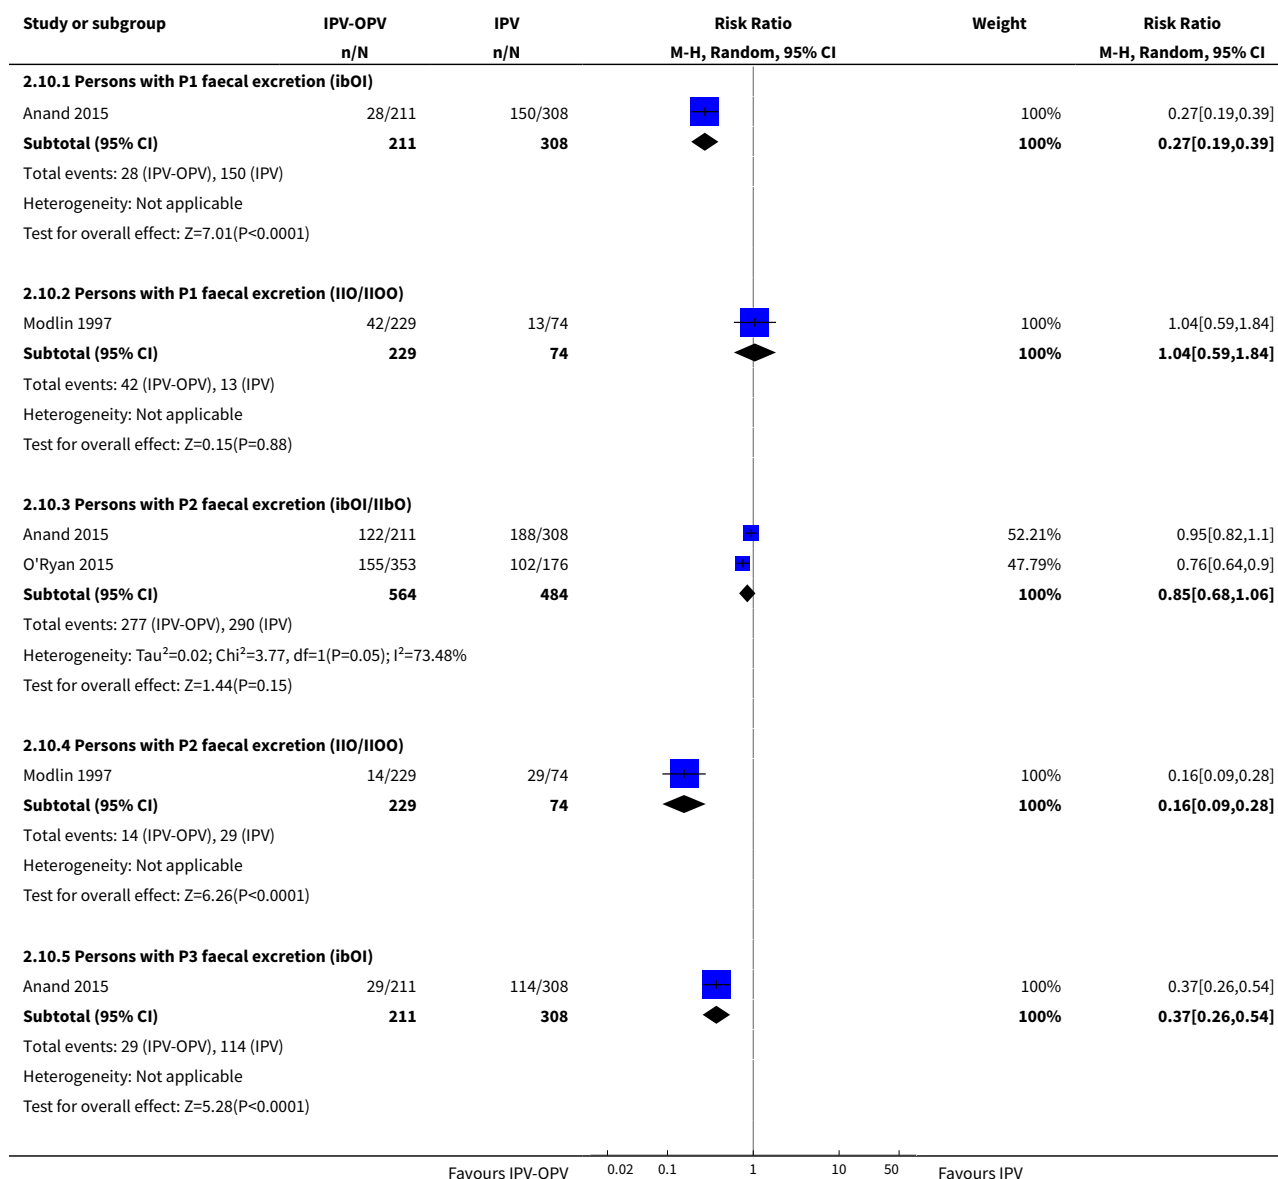 Study or subgroup IPV-OPV IPV Risk Ratio Weight Risk Ratio
n/N n/N M-H, Random, 95% CI M-H, Random, 95% CI
2.10.1 Persons with P1 faecal excretion (ibOI)
Anand 2015 28/211 150/308 100% 0.27[0.19,0.39]
Subtotal (95% CI) 211 308 100% 0.27[0.19,0.39]
Total events: 28 (IPV-OPV), 150 (IPV)
Heterogeneity: Not applicable
Test for overall effect: Z=7.01(P<0.0001)
2.10.2 Persons with P1 faecal excretion (IIO/IIOO)
Modlin 1997 42/229 13/74 100% 1.04[0.59,1.84]
Subtotal (95% CI) 229 74 100% 1.04[0.59,1.84]
Total events: 42 (IPV-OPV), 13 (IPV)
Heterogeneity: Not applicable
Test for overall effect: Z=0.15(P=0.88)
2.10.3 Persons with P2 faecal excretion (ibOI/IIbO)
Anand 2015 122/211 188/308 52.21% 0.95[0.82,1.1]
O'Ryan 2015 155/353 102/176 47.79% 0.76[0.64,0.9]
Subtotal (95% CI) 564 484 100% 0.85[0.68,1.06]
Total events: 277 (IPV-OPV), 290 (IPV)
Heterogeneity: Tau²=0.02; Chi²=3.77, df=1(P=0.05); I²=73.48%
Test for overall effect: Z=1.44(P=0.15)
2.10.4 Persons with P2 faecal excretion (IIO/IIOO)
Modlin 1997 14/229 29/74 100% 0.16[0.09,0.28]
Subtotal (95% CI) 229 74 100% 0.16[0.09,0.28]
Total events: 14 (IPV-OPV), 29 (IPV)
Heterogeneity: Not applicable
Test for overall effect: Z=6.26(P<0.0001)
2.10.5 Persons with P3 faecal excretion (ibOI)
Anand 2015 29/211 114/308 100% 0.37[0.26,0.54]
Subtotal (95% CI) 211 308 100% 0.37[0.26,0.54]
Total events: 29 (IPV-OPV), 114 (IPV)
Heterogeneity: Not applicable
Test for overall effect: Z=5.28(P<0.0001)
Favours IPV-OPV 0.02 0.1 1 10 50 Favours IPV